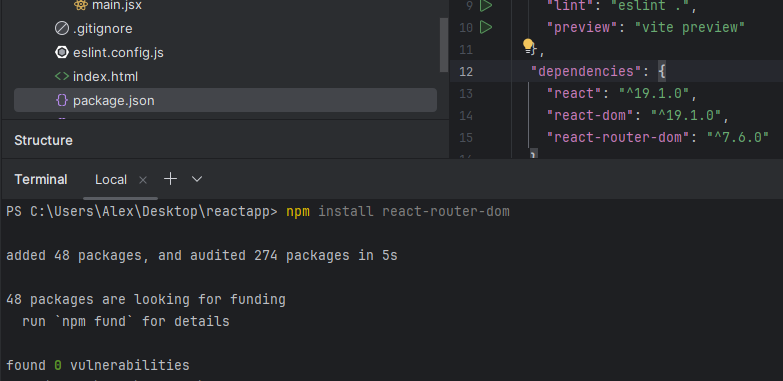 main.jsx
.gitignore
eslint.config.js
index.html
package.json
Structure
9 "lint": "eslint .",
10 "preview": "vite preview"
11 },
12 "dependencies": {
13 "react": "^19.1.0",
14 "react-dom": "^19.1.0",
15 "react-router-dom": "^7.6.0"
}
Terminal Local
PS C:\Users\Alex\Desktop\reactapp> npm install react-router-dom
added 48 packages, and audited 274 packages in 5s
48 packages are looking for funding
run `npm fund` for details
found 0 vulnerabilities